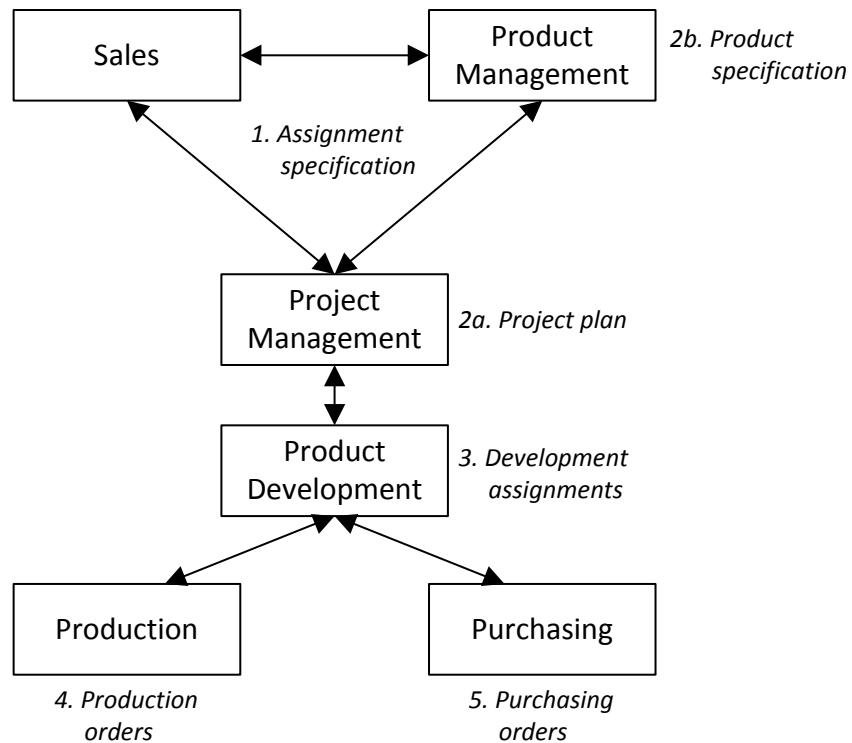 Sales
Product
Management
2b. Product
specification
1. Assignment
specification
Project
Management
2a. Project plan
Product
Development
3. Development
assignments
Production
Purchasing
4. Production
orders
5. Purchasing
orders